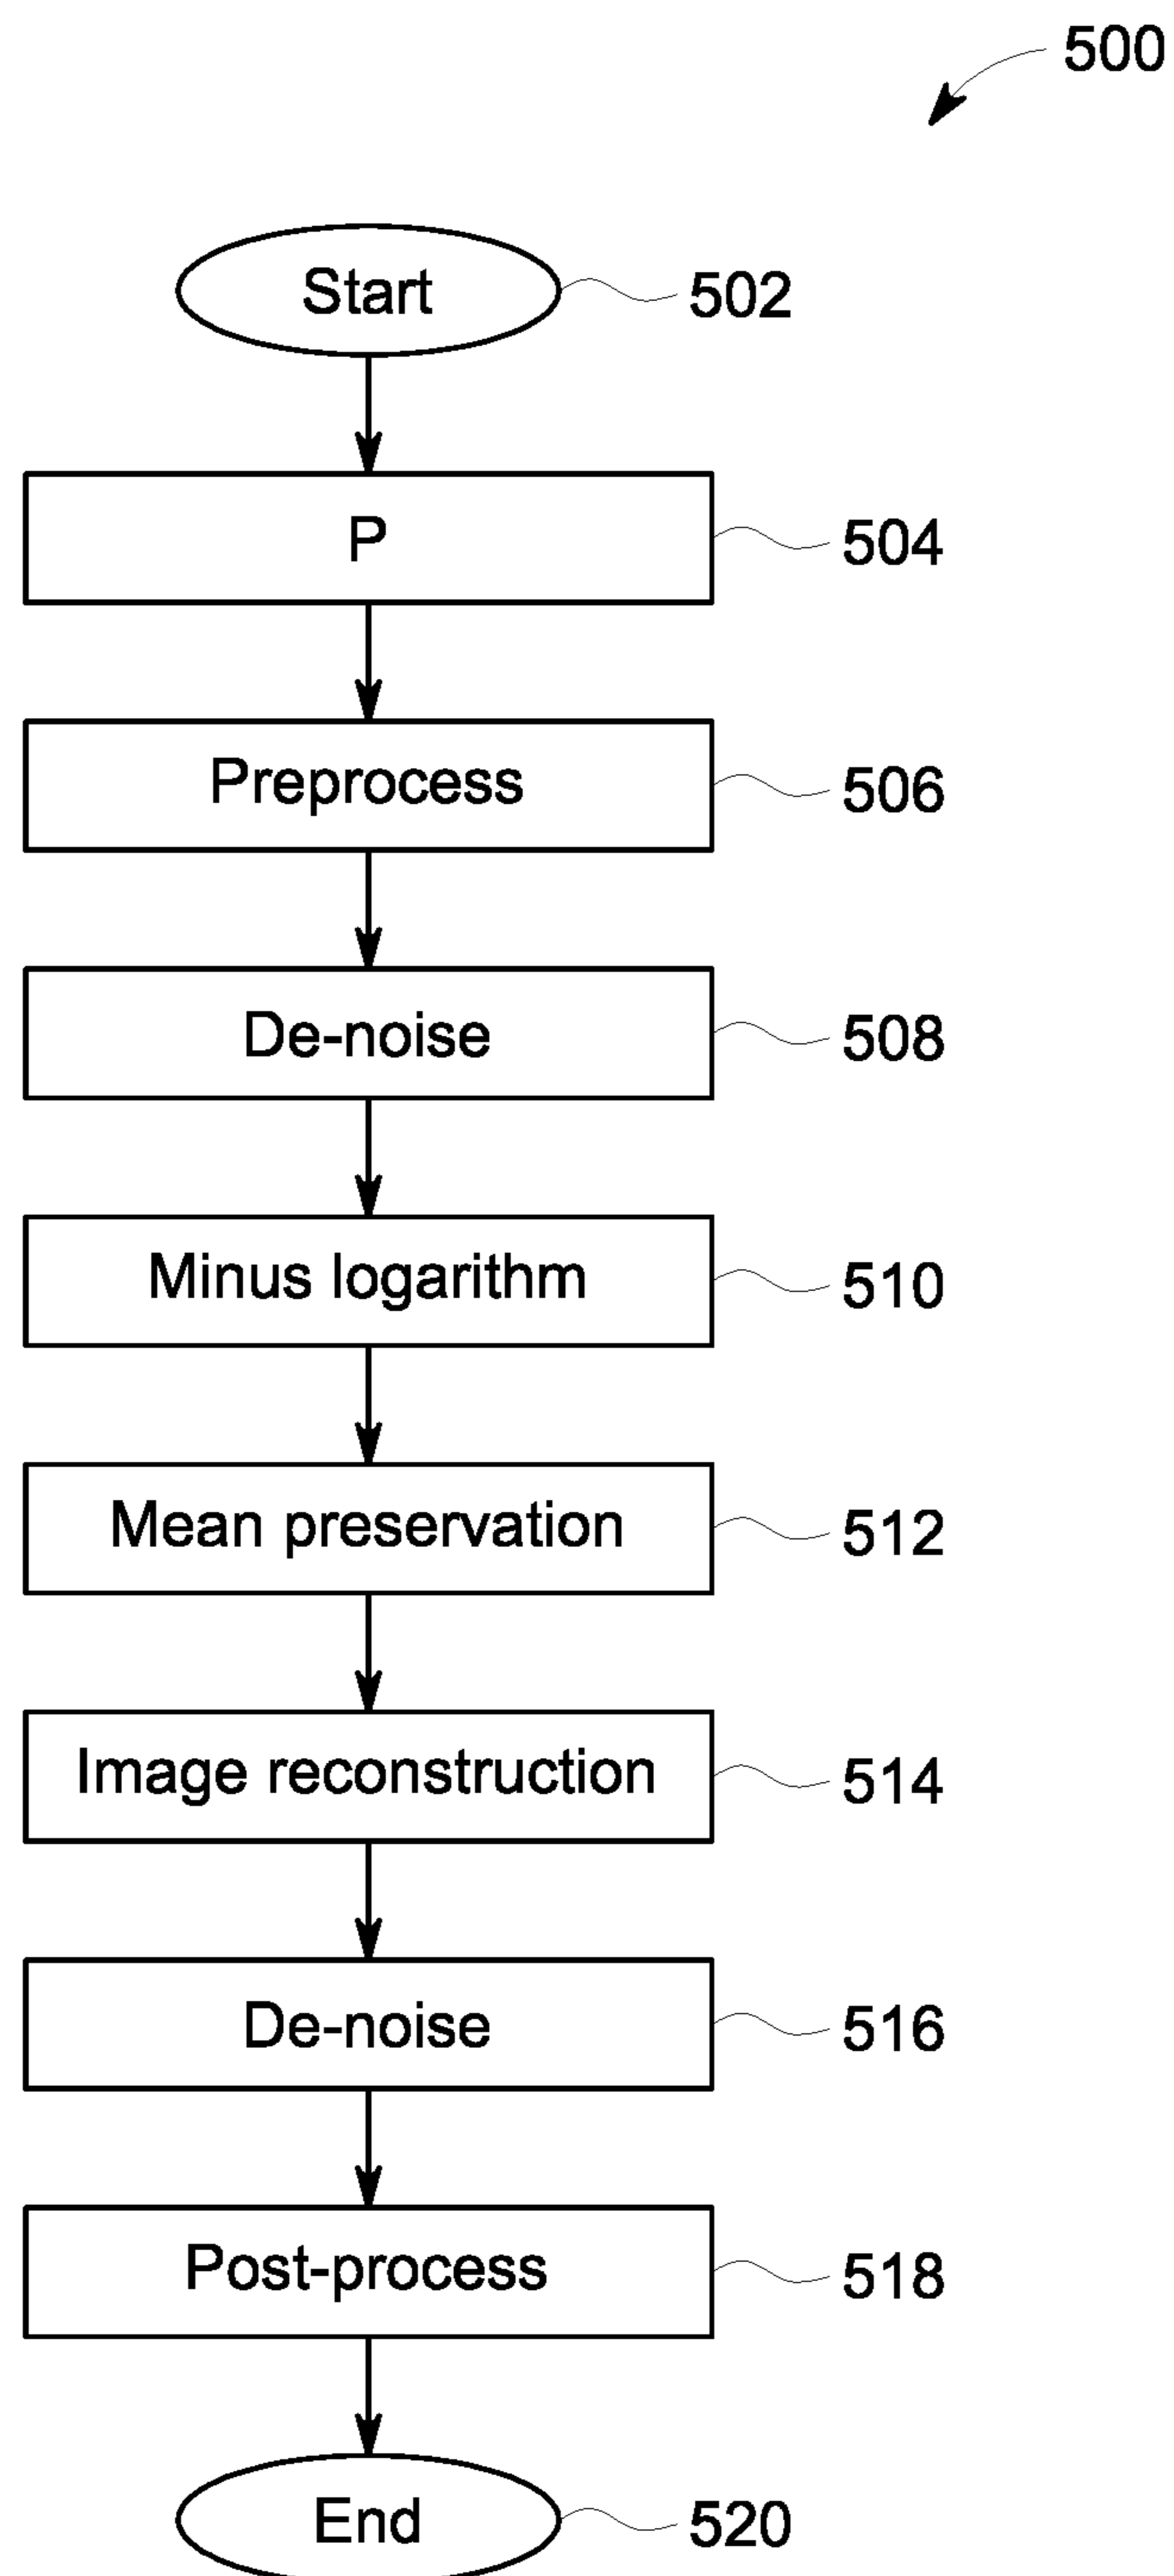 500
Start
502
P
504
Preprocess
506
De-noise
508
Minus logarithm
510
Mean preservation
512
Image reconstruction
514
De-noise
516
Post-process
518
End
520